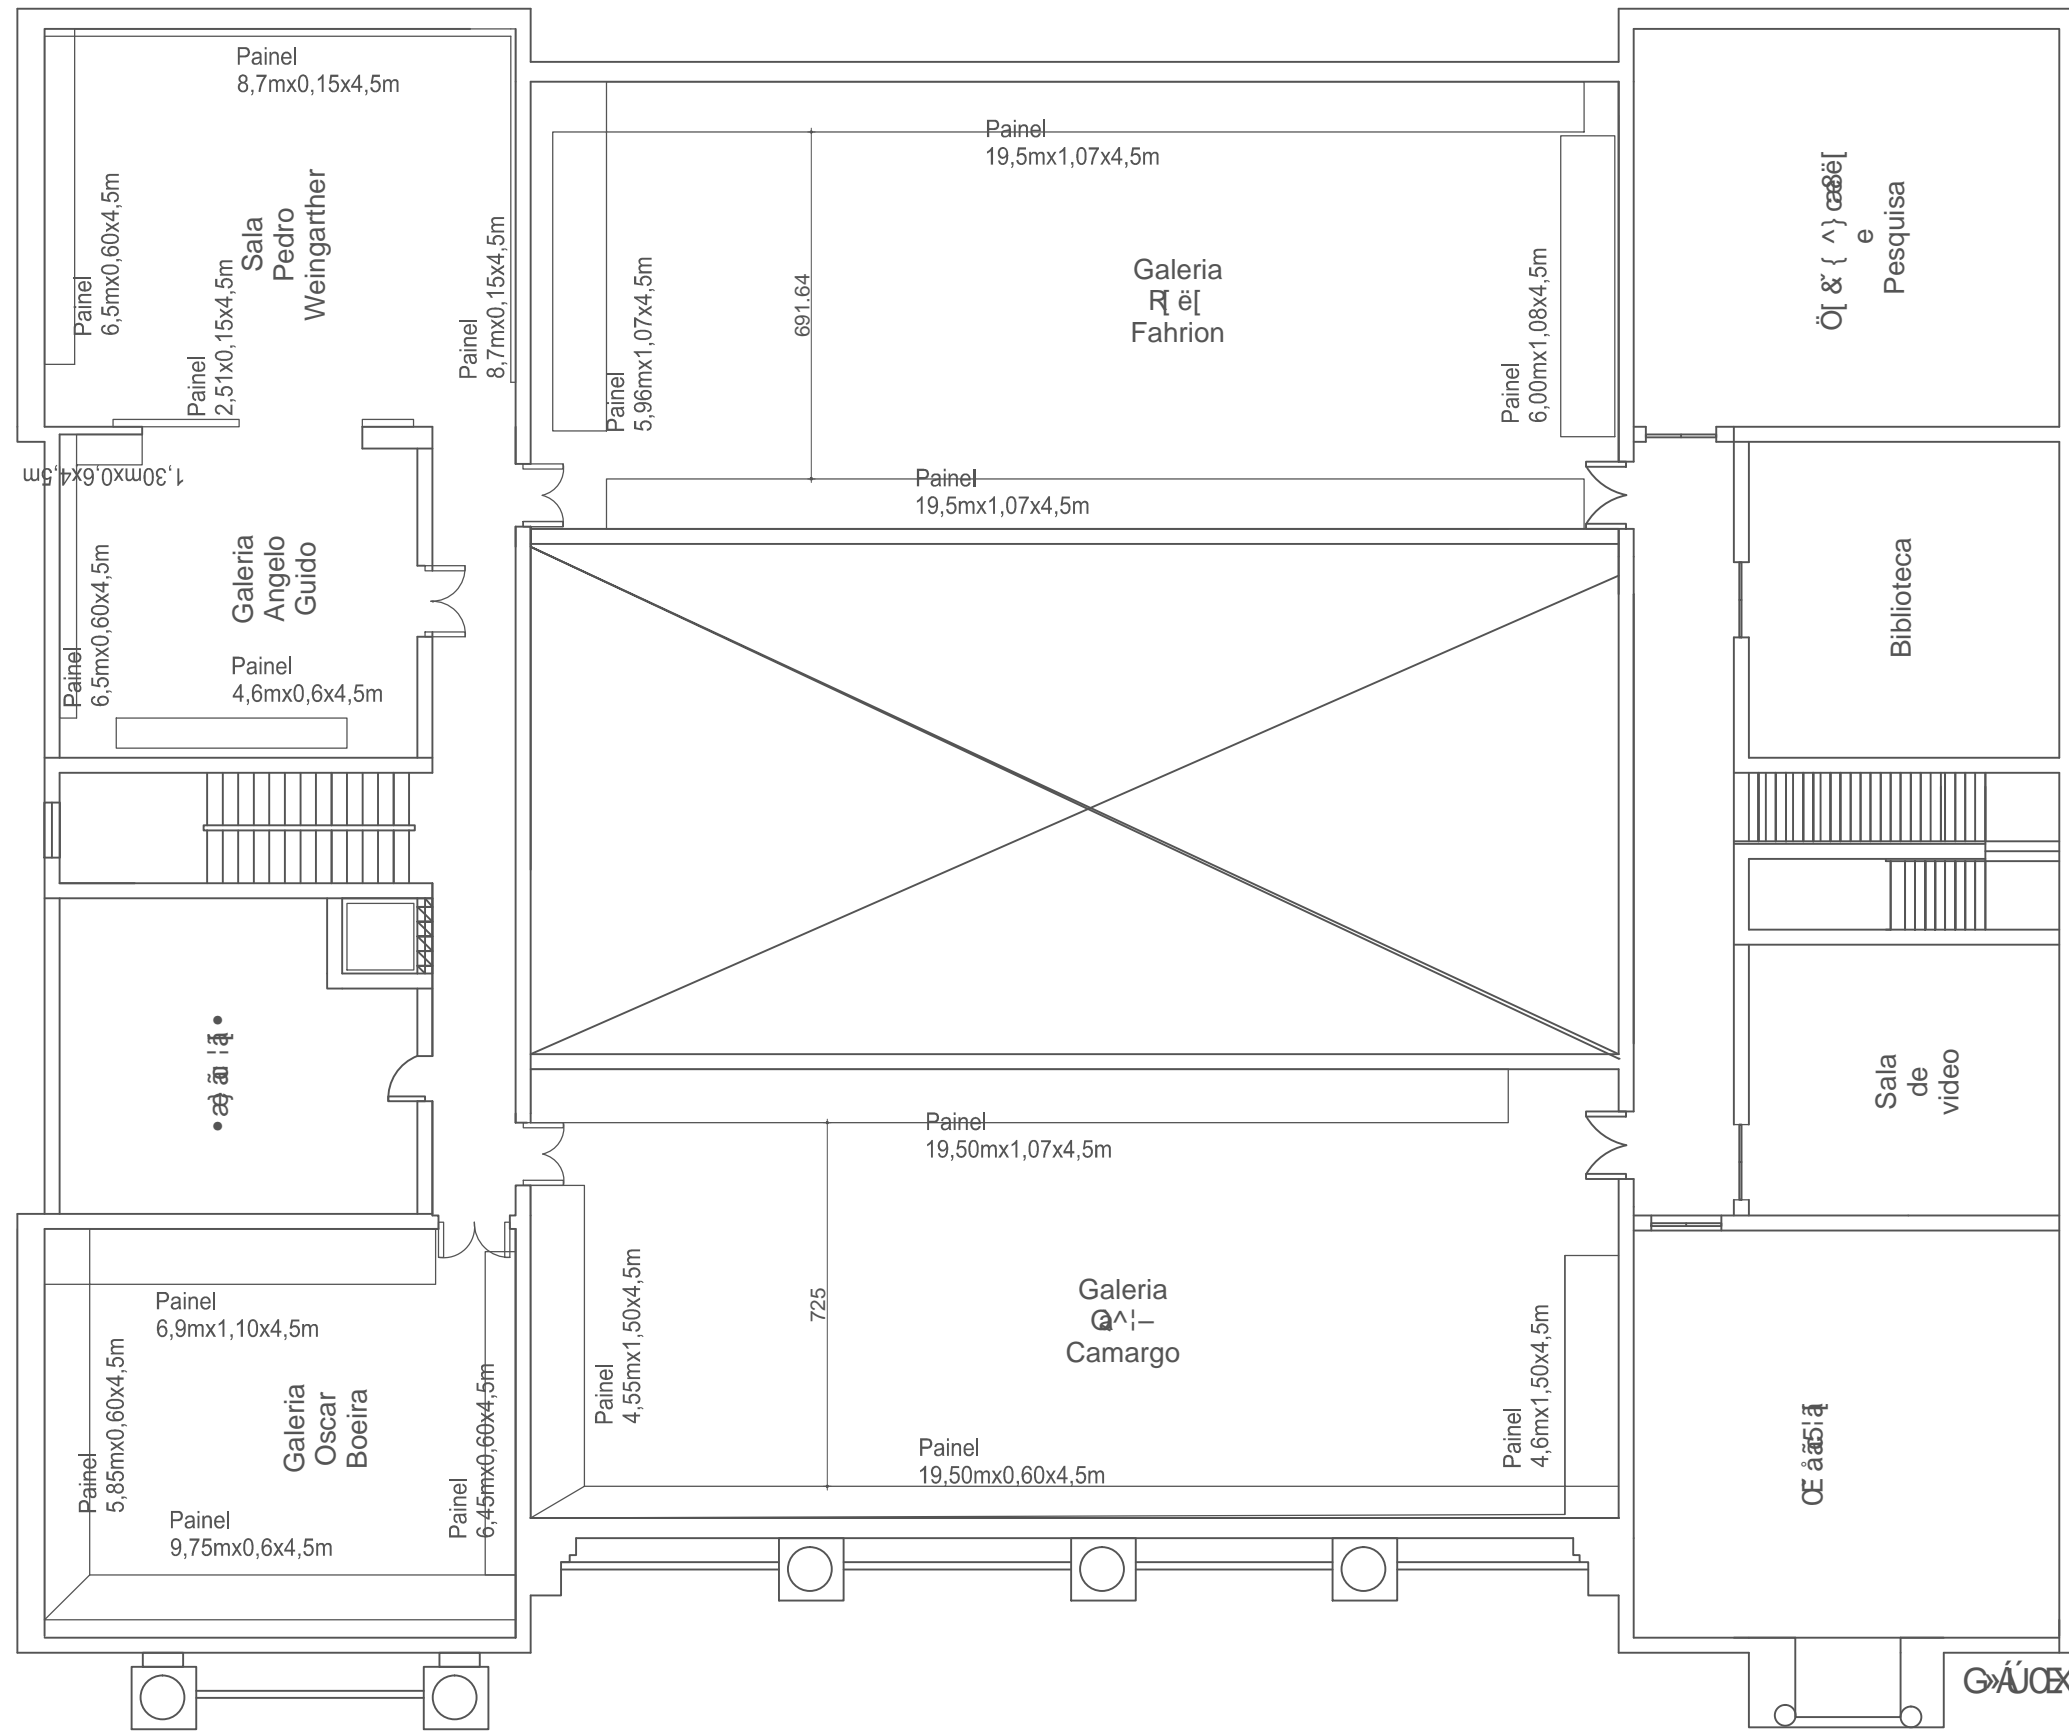 Painel
8,7mx0,15x4,5m
Painel
6,5mx0,60x4,5m
Sala
Pedro
Weingarther
Painel
2,51x0,15x4,5m
Painel
8,7mx0,15x4,5m
Painel
19,5mx1,07x4,5m
691.64
Painel
5,96mx1,07x4,5m
Galeria
Fahrion
Painel
6,00mx1,08x4,5m
Painel
19,5mx1,07x4,5m
e
Pesquisa
1,30mx0,6x4,5m
Galeria
Angelo
Guido
Painel
6,5mx0,60x4,5m
Painel
4,6mx0,6x4,5m
Biblioteca
Sala
de
video
Painel
19,50mx1,07x4,5m
725
Painel
4,55mx1,50x4,5m
Galeria
Camargo
Painel
4,6mx1,50x4,5m
Painel
19,50mx0,60x4,5m
Painel
6,9mx1,10x4,5m
Painel
5,85mx0,60x4,5m
Galeria
Oscar
Boeira
Painel
6,45mx0,60x4,5m
Painel
9,75mx0,6x4,5m